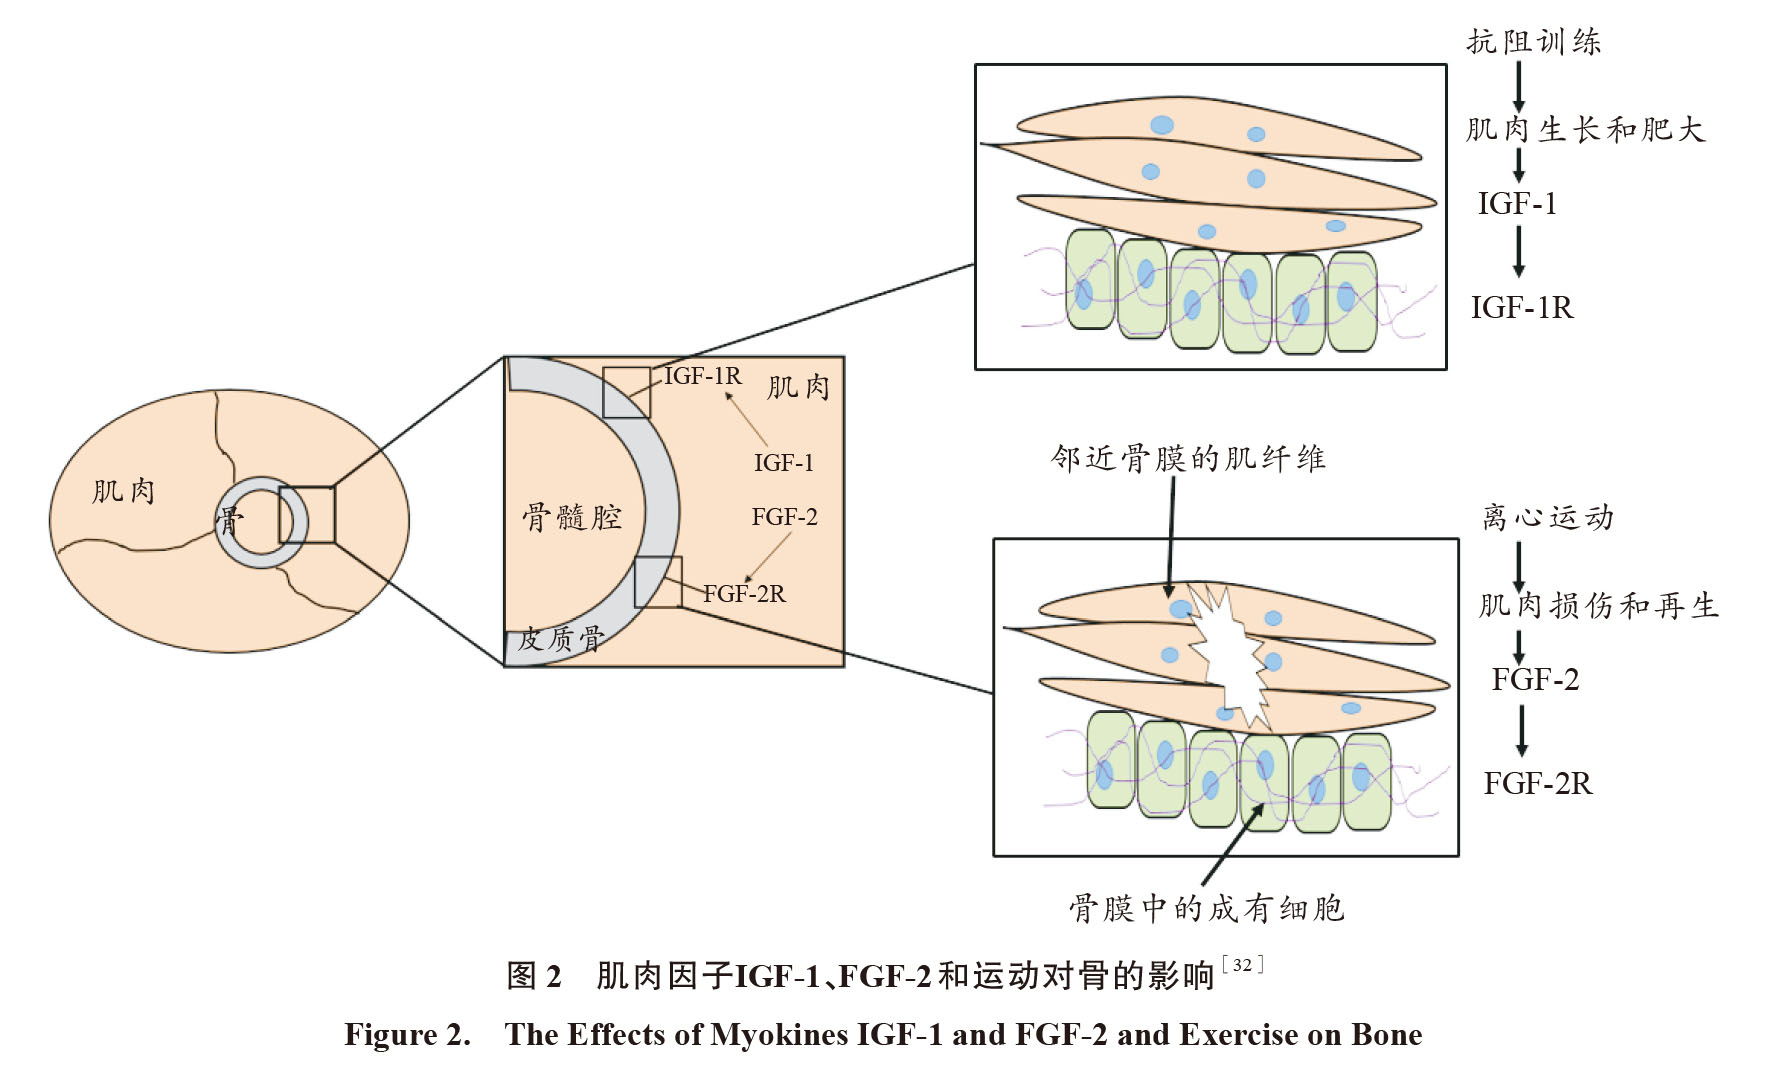 抗阻训练
肌肉生长和肥大
IGF-1
IGF-1R
肌肉
骨
IGF-1R
肌肉
IGF-1
骨髓腔
FGF-2
FGF-2R
皮质骨
邻近骨膜的肌纤维
离心运动
肌肉损伤和再生
FGF-2
FGF-2R
骨膜中的成有细胞
图2 肌肉因子IGF-1、FGF-2和运动对骨的影响[32]
Figure 2. The Effects of Myokines IGF-1 and FGF-2 and Exercise on Bone